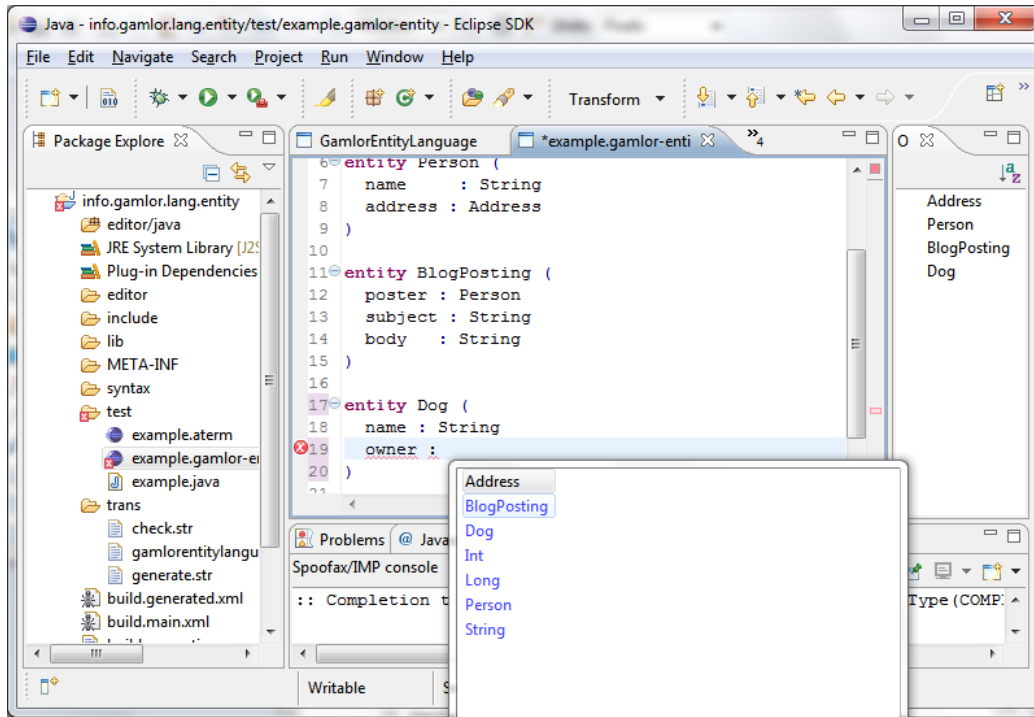 Java - info.gamlor.lang.entity/test/example.gamlor-entity - Eclipse SDK
File Edit Navigate Search Project Run Window Help
Transform
Package Explore
GamlorEntityLanguage
*example.gamlor-enti
4
O
info.gamlor.lang.entity
editor/java
JRE System Library [J2S
Plug-in Dependencies
editor
include
lib
META-INF
syntax
test
example.aterm
example.gamlor-e
example.java
trans
check.str
gamlorentitylangu
generate.str
build.generated.xml
build.main.xml
6 entity Person (
7 name : String
8 address : Address
9 )
10
11 entity BlogPosting (
12 poster : Person
13 subject : String
14 body : String
15 )
16
17 entity Dog (
18 name : String
19 owner :
20 )
21
Address
Person
BlogPosting
Dog
Address
BlogPosting
Dog
Int
Long
Person
String
Problems @ Java
Spoofax/IMP console
:: Completion t
Type(COMP
Writable